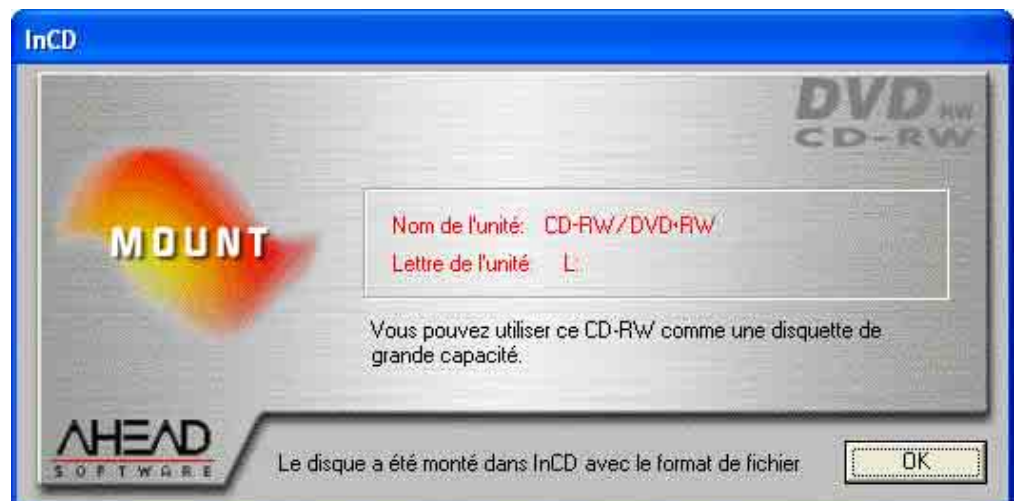 InCD
DVD RW
CD-RW
MOUNT
Nom de l'unité: CD-RW/DVD+RW
Lettre de l'unité L:
Vous pouvez utiliser ce CD-RW comme une disquette de
grande capacité.
AHEAD
SOFTWARE
Le disque a été monté dans InCD avec le format de fichier
OK